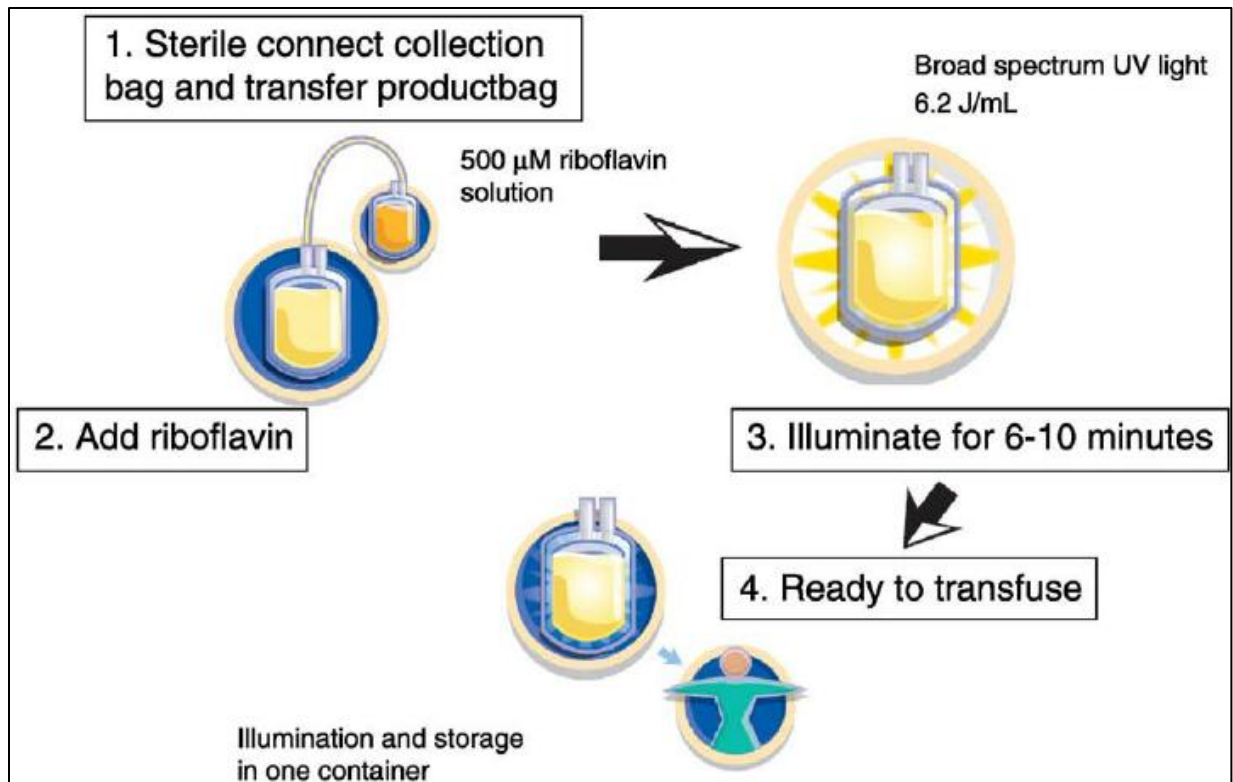 1. Sterile connect collection
bag and transfer productbag
500 µM riboflavin
solution
Broad spectrum UV light
6.2 J/mL
2. Add riboflavin
3. Illuminate for 6-10 minutes
4. Ready to transfuse
Illumination and storage
in one container